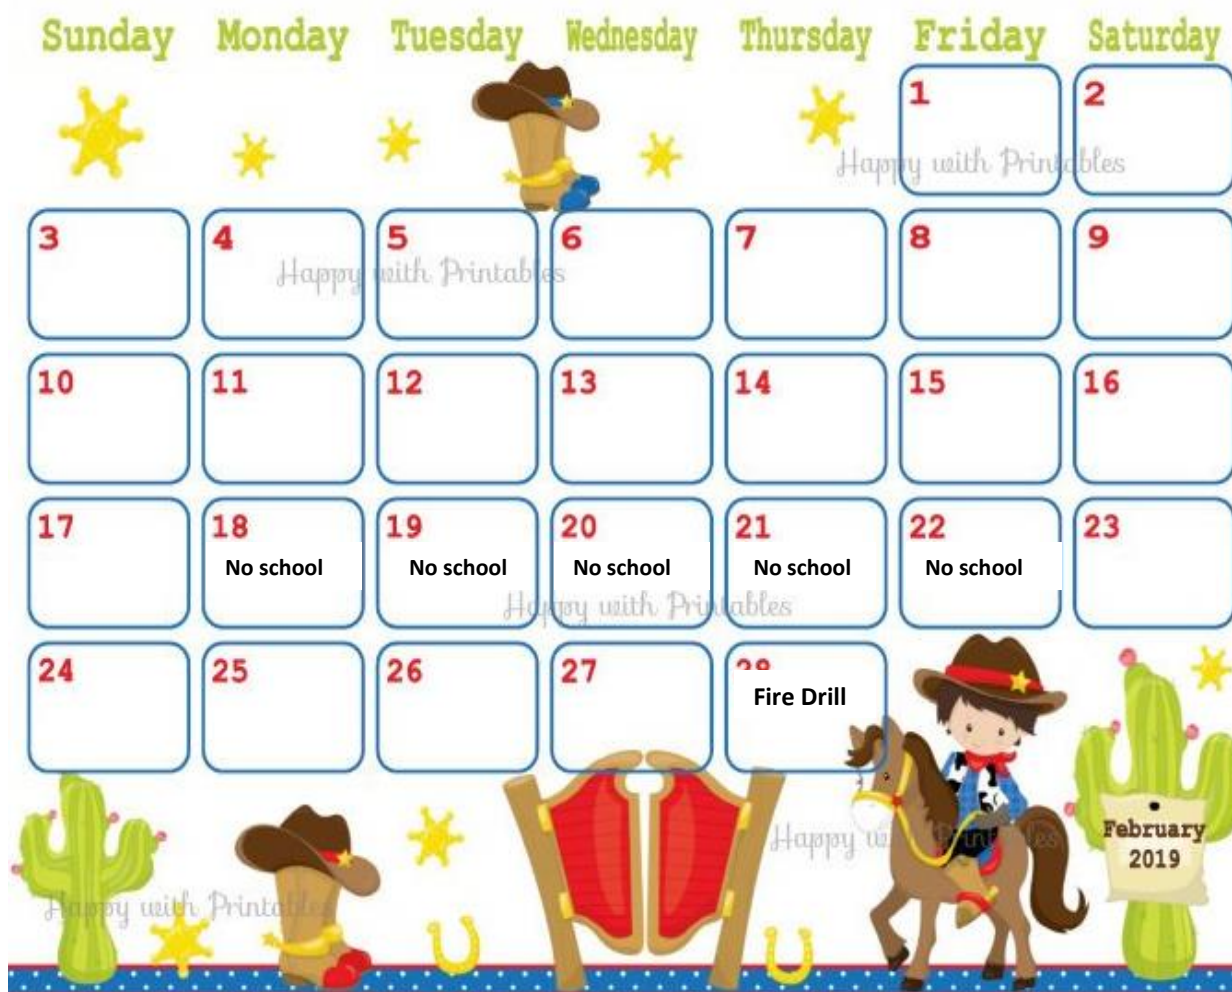 Sunday Monday Tuesday Wednesday Thursday Friday Saturday
1 2
Happy with Printables
3 4 5 6 7 8 9
Happy with Printables
10 11 12 13 14 15 16
17 18 19 20 21 22 23
No school No school No school No school No school
Happy with Printables
24 25 26 27 28
Fire Drill
February
2019
Happy with Printables
Happy with Printables